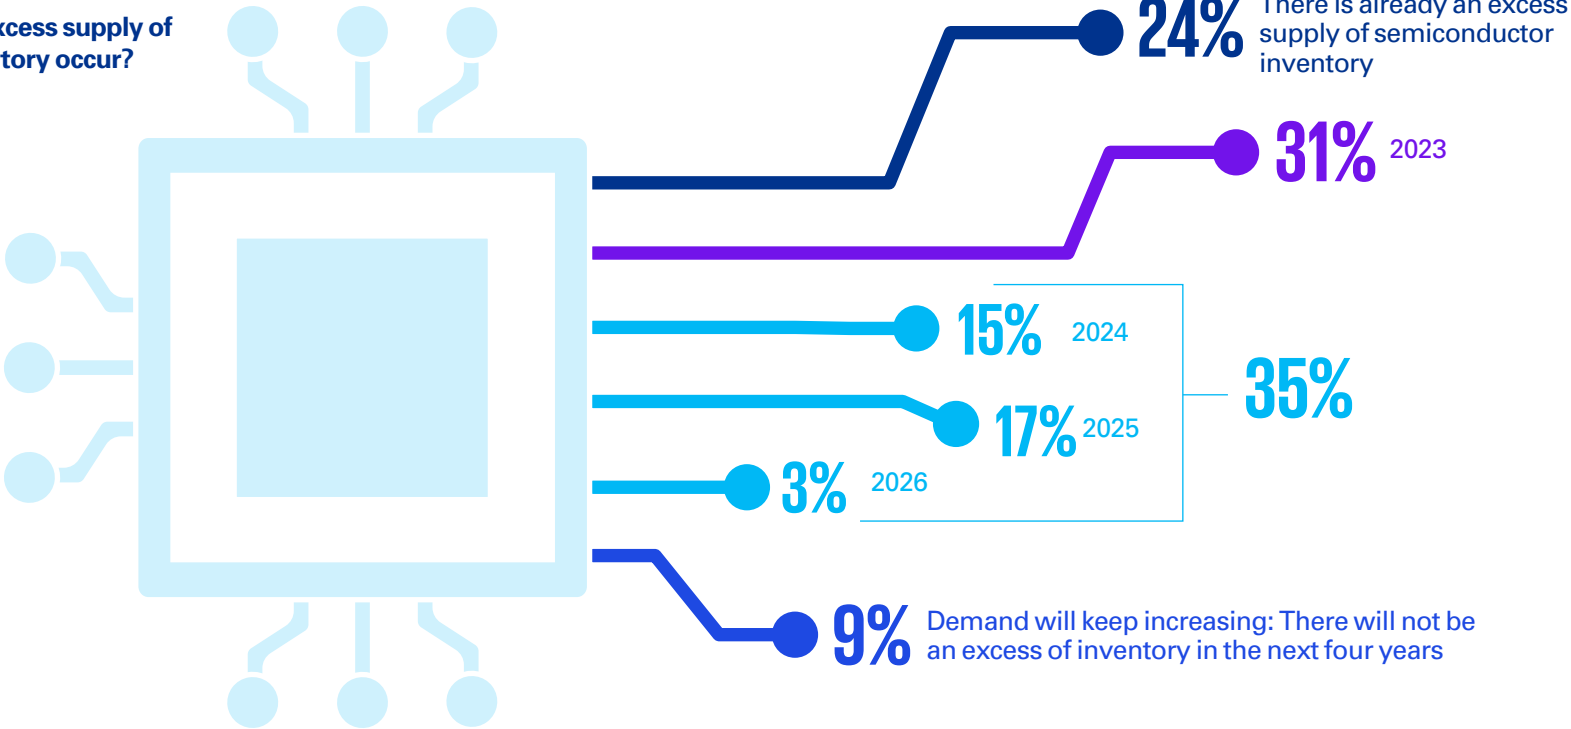 xcess supply of
tory occur?
24%
There is already an excess
supply of semiconductor
inventory
31% 2023
15% 2024
35%
17% 2025
3% 2026
9%
Demand will keep increasing: There will not be
an excess of inventory in the next four years